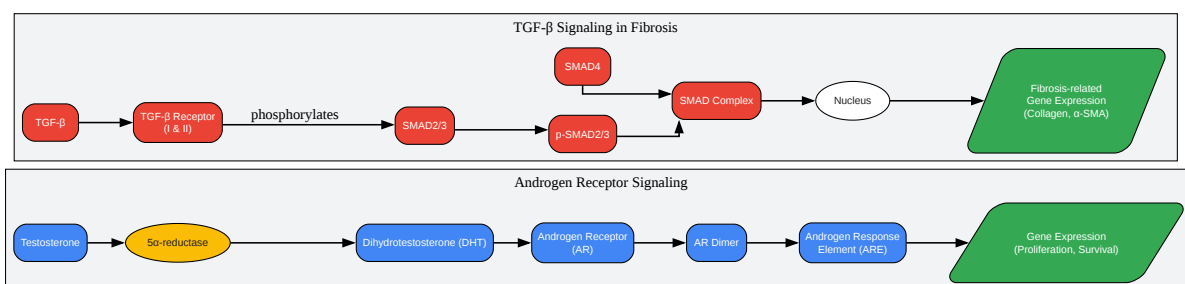 TGF-β Signaling in Fibrosis
TGF-β
TGF-β Receptor
(I & II)
phosphorylates
SMAD2/3
SMAD4
p-SMAD2/3
SMAD Complex
Nucleus
Fibrosis-related
Gene Expression
(Collagen, α-SMA)
Androgen Receptor Signaling
Testosterone
5α-reductase
Dihydrotestosterone (DHT)
Androgen Receptor
(AR)
AR Dimer
Androgen Response
Element (ARE)
Gene Expression
(Proliferation, Survival)